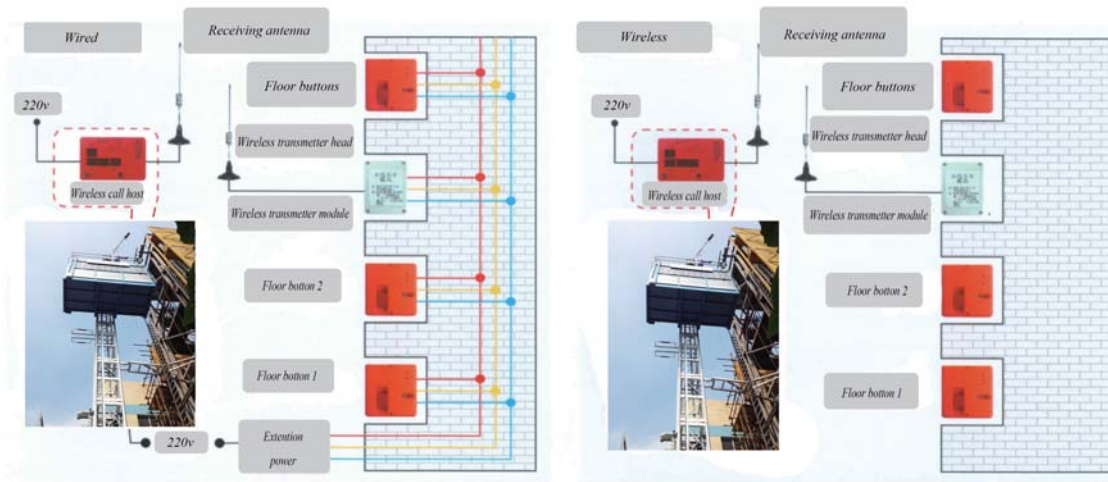 Wired
Receiving antenna
Floor buttons
220v
Wireless transmetter head
Wireless call host
Wireless transmetter module
Floor botton 2
Floor botton 1
220v
Extention
power
Wireless
Receiving antenna
Floor buttons
220v
Wireless transmetter head
Wireless call host
Wireless transmetter module
Floor botton 2
Floor botton 1